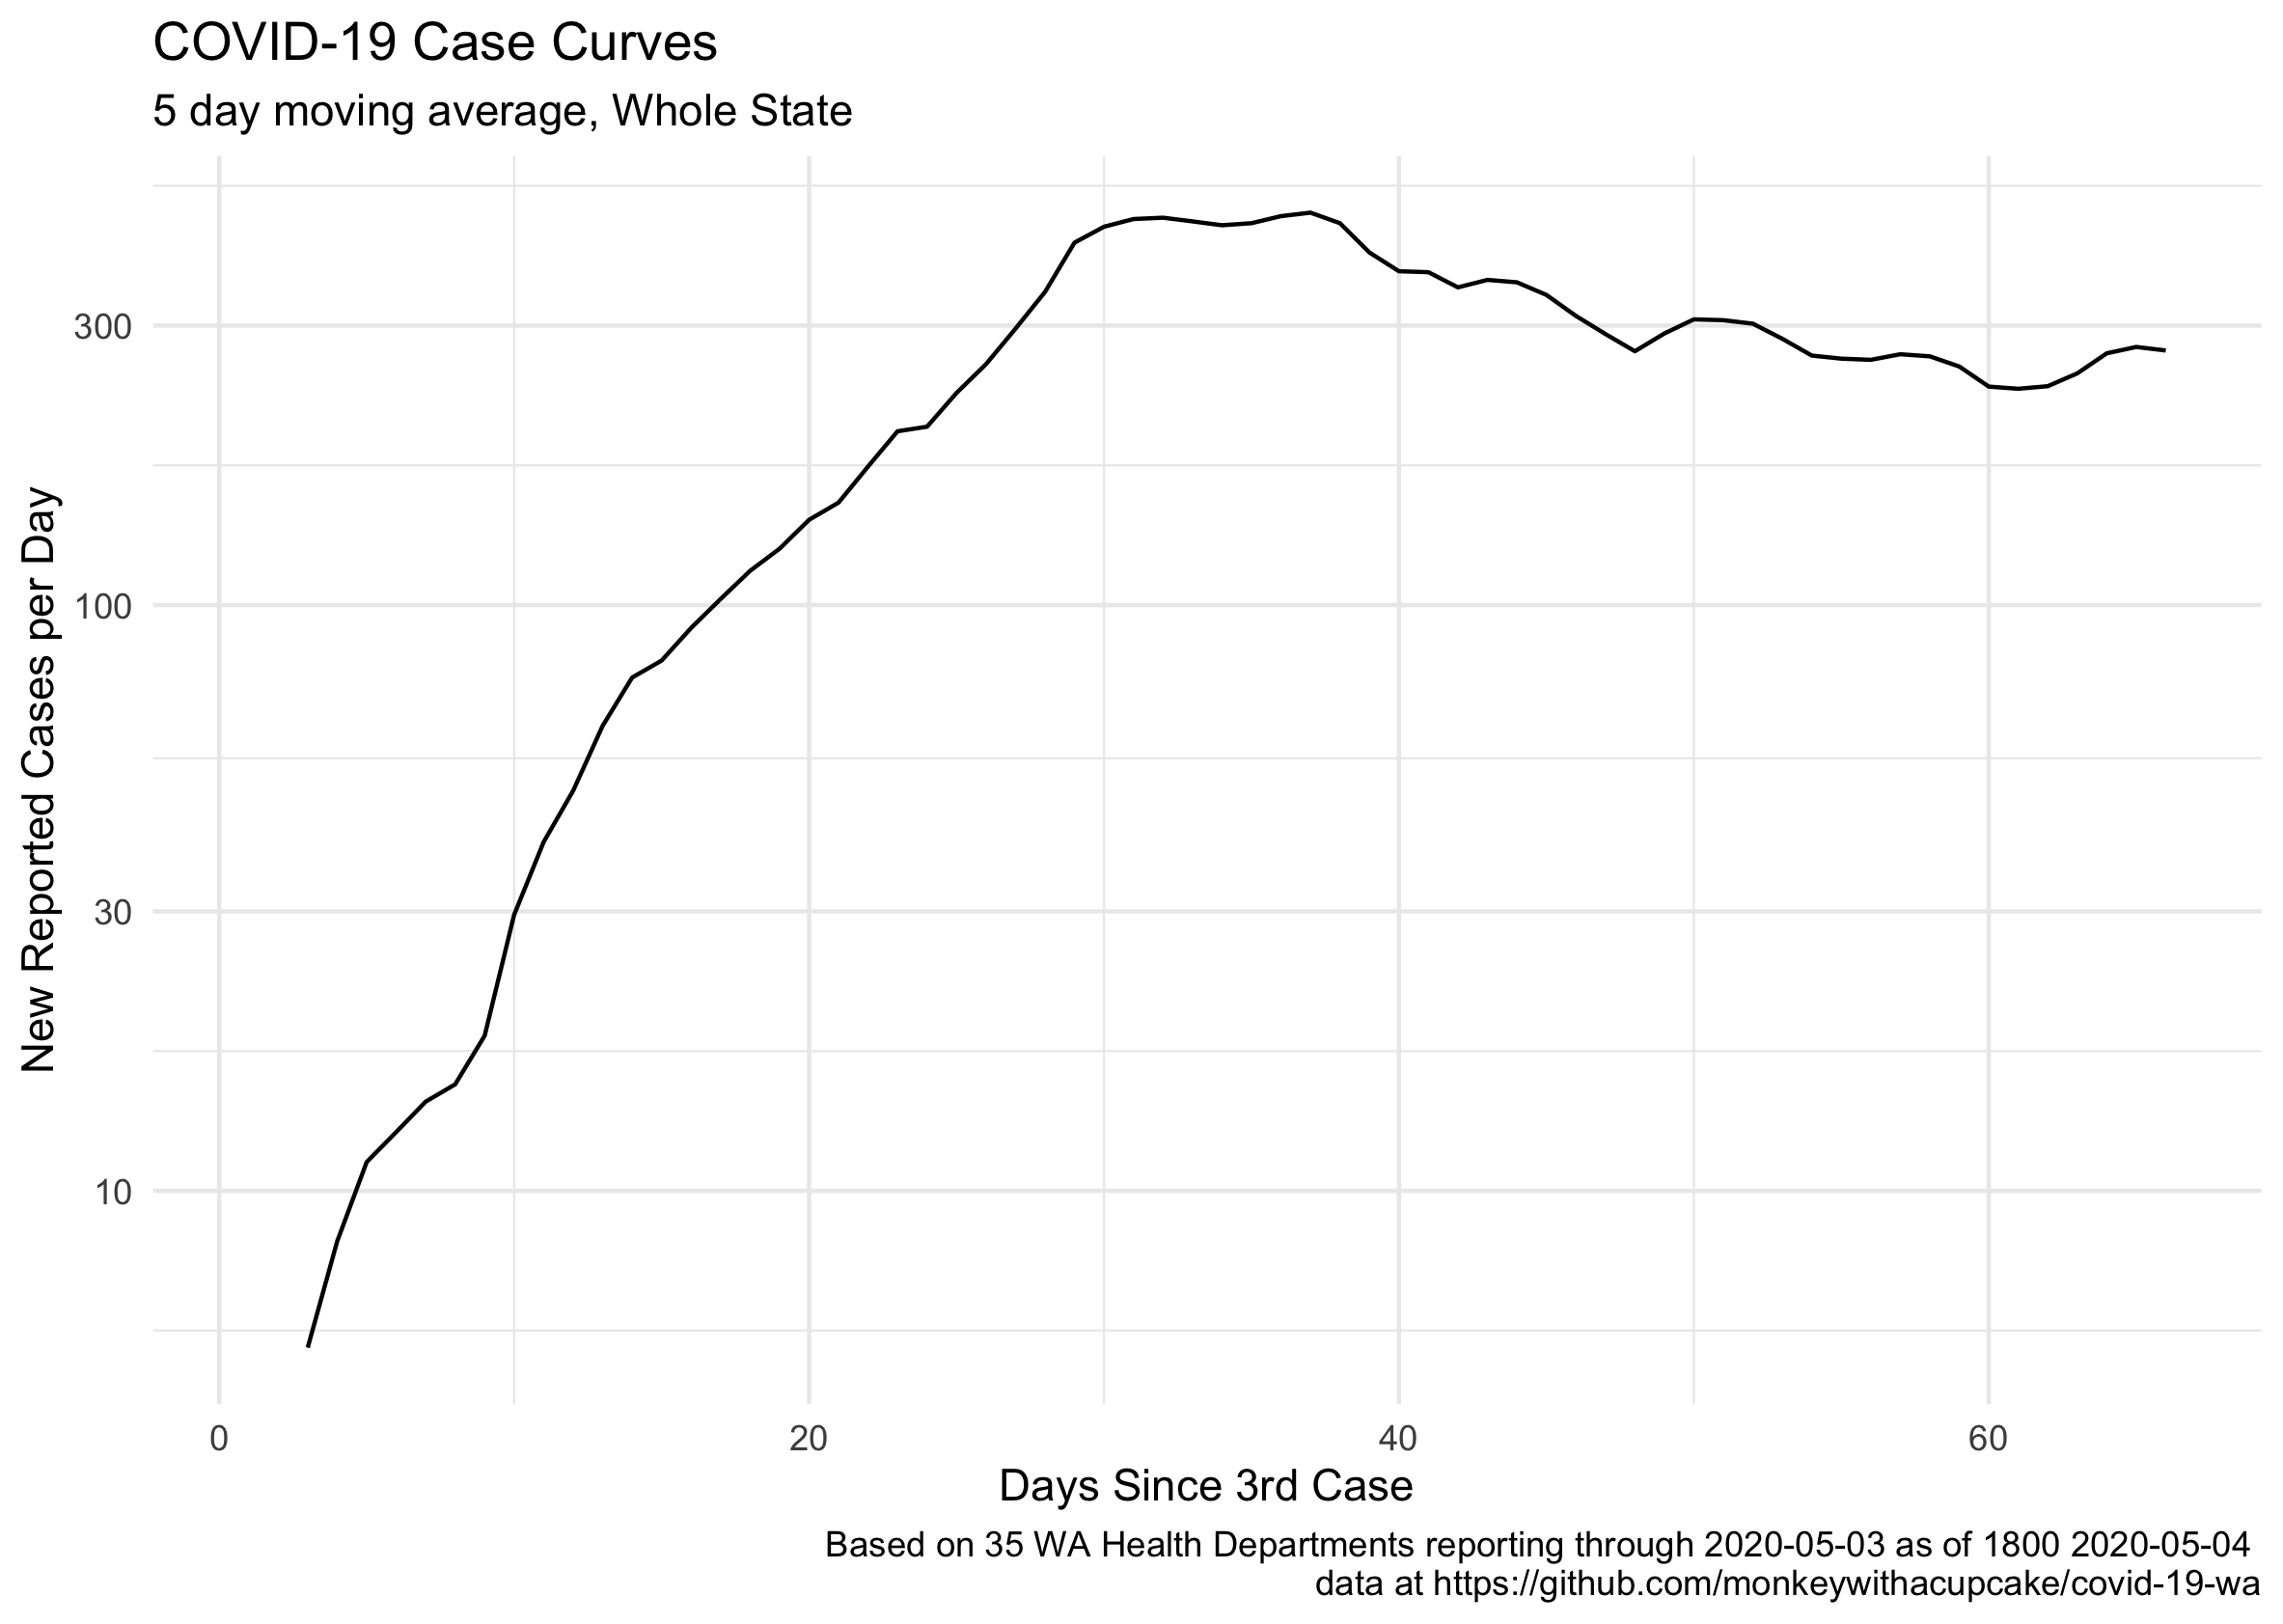 COVID-19 Case Curves
5 day moving average, Whole State
New Reported Cases per Day
300
100
30
10
0
20
40
60
Days Since 3rd Case
Based on 35 WA Health Departments reporting through 2020-05-03 as of 1800 2020-05-04
data at https://github.com/monkeywithacupcake/covid-19-wa